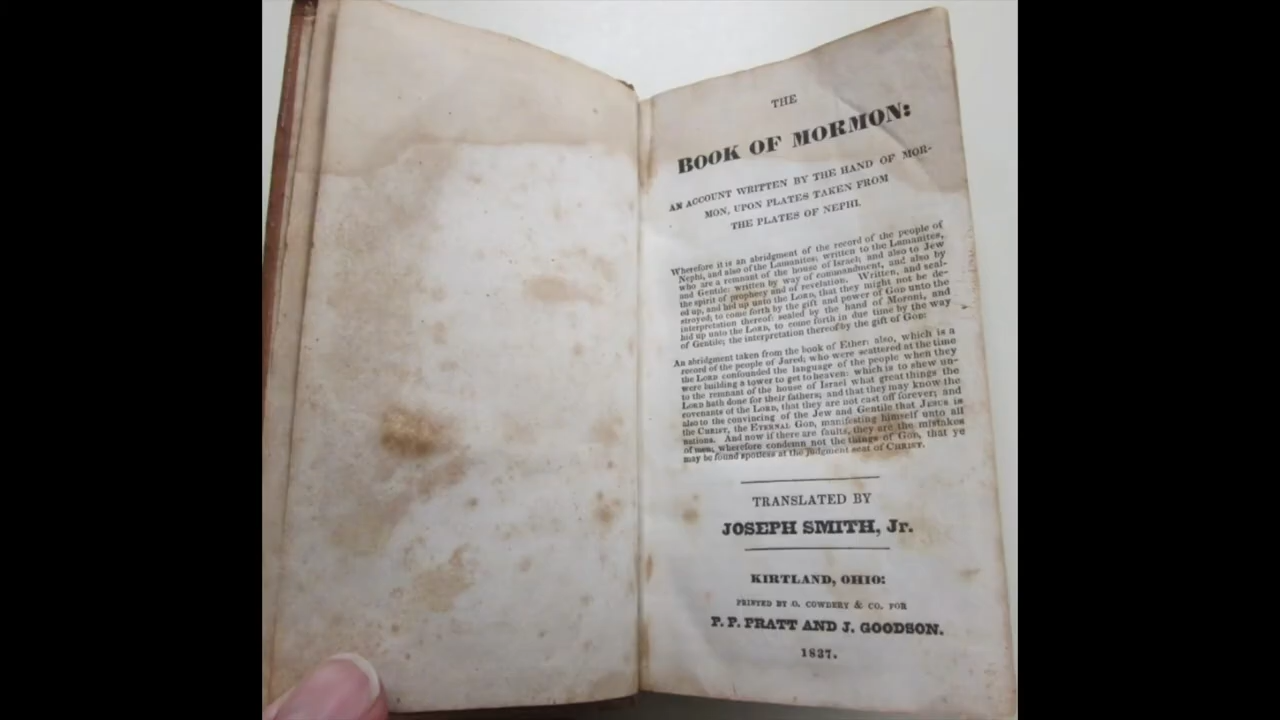 THE
BOOK OF MORMON:
AN ACCOUNT WRITTEN BY THE HAND OF MOR-
MON, UPON PLATES TAKEN FROM
THE PLATES OF NEPHI.
Wherefore it is an abridgment of the record of the people of
Nephi, and also of the Lamanites; written to the Lamanites,
who are a remnant of the house of Israel; and also to Jew
and Gentile: written by way of commandment, and also by
the spirit of prophecy and of revelation. Written, and seal-
ed up, and hid up unto the LORD, that they might not be de-
stroyed; to come forth by the gift and power of GOD unto the
interpretation thereof: sealed by the hand of Moroni, and
hid up unto the LORD, to come forth in due time by the way
of Gentile; the interpretation thereof by the gift of GOD:
An abridgment taken from the book of Ether: also, which is a
record of the people of Jared; who were scattered at the time
the LORD confounded the language of the people when they
were building a tower to get to heaven: which is to shew un-
to the remnant of the house of Israel what great things the
LORD hath done for their fathers; and that they may know the
covenants of the LORD, that they are not cast off forever; and
also to the convincing of the Jew and Gentile that JESUS is
the CHRIST, the ETERNAL GOD, manifesting himself unto all
nations. And now if there are faults, they are the mistakes
of men; wherefore condemn not the things of GOD, that ye
may be found spotless at the judgment seat of CHRIST.
TRANSLATED BY
JOSEPH SMITH, Jr.
KIRTLAND, OHIO:
PRINTED BY O. COWDERY & CO. FOR
P. P. PRATT AND J. GOODSON.
1837.